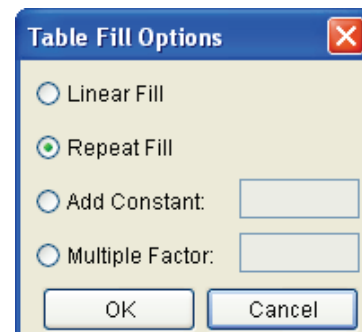 Table Fill Options
Linear Fill
Repeat Fill
Add Constant:
Multiple Factor:
OK Cancel